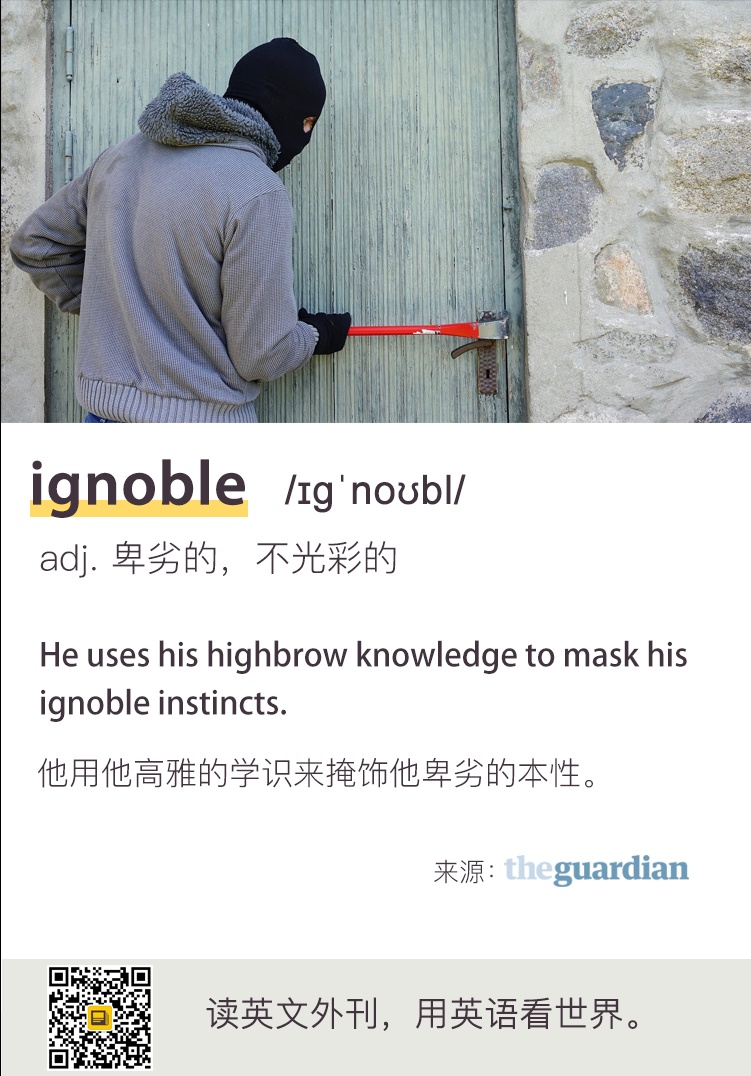 ignoble /ɪɡˈnoʊbl/
adj. 卑劣的，不光彩的
He uses his highbrow knowledge to mask his
ignoble instincts.
他用他高雅的学识来掩饰他卑劣的本性。
来源：theguardian
读英文外刊，用英语看世界。